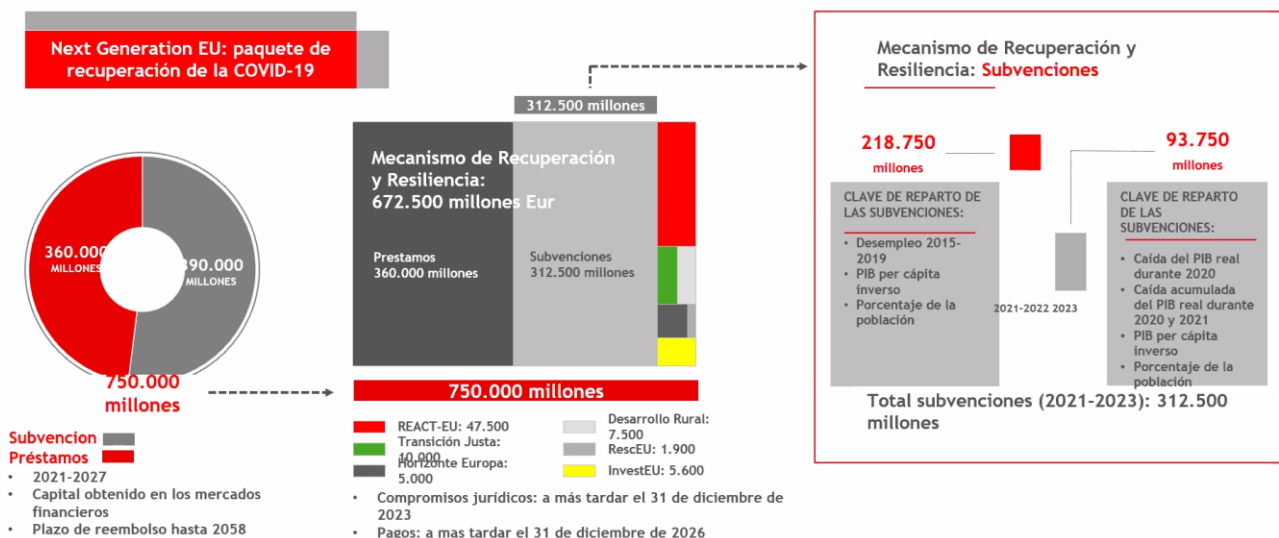 Next Generation EU: paquete de
recuperación de la COVID-19
360.000
MILLONES
390.000
MILLONES
750.000
millones
Subvencion
Préstamos
• 2021-2027
• Capital obtenido en los mercados
financieros
• Plazo de reembolso hasta 2058
312.500 millones
Mecanismo de Recuperación
y Resiliencia:
672.500 millones Eur
Prestamos
360.000 millones
Subvenciones
312.500 millones
750.000 millones
REACT-EU: 47.500
Transición Justa:
10.000
Horizonte Europa:
5.000
Desarrollo Rural:
7.500
RescEU: 1.900
InvestEU: 5.600
• Compromisos jurídicos: a más tardar el 31 de diciembre de
2023
• Pagos: a mas tardar el 31 de diciembre de 2026
Mecanismo de Recuperación y
Resiliencia: Subvenciones
218.750
millones
CLAVE DE REPARTO DE
LAS SUBVENCIONES:
• Desempleo 2015-
2019
• PIB per cápita
inverso
• Porcentaje de la
población
2021-2022 2023
93.750
millones
CLAVE DE REPARTO
DE LAS
SUBVENCIONES:
• Caída del PIB real
durante 2020
• Caída acumulada
del PIB real durante
2020 y 2021
• PIB per cápita
inverso
• Porcentaje de la
población
Total subvenciones (2021-2023): 312.500
millones